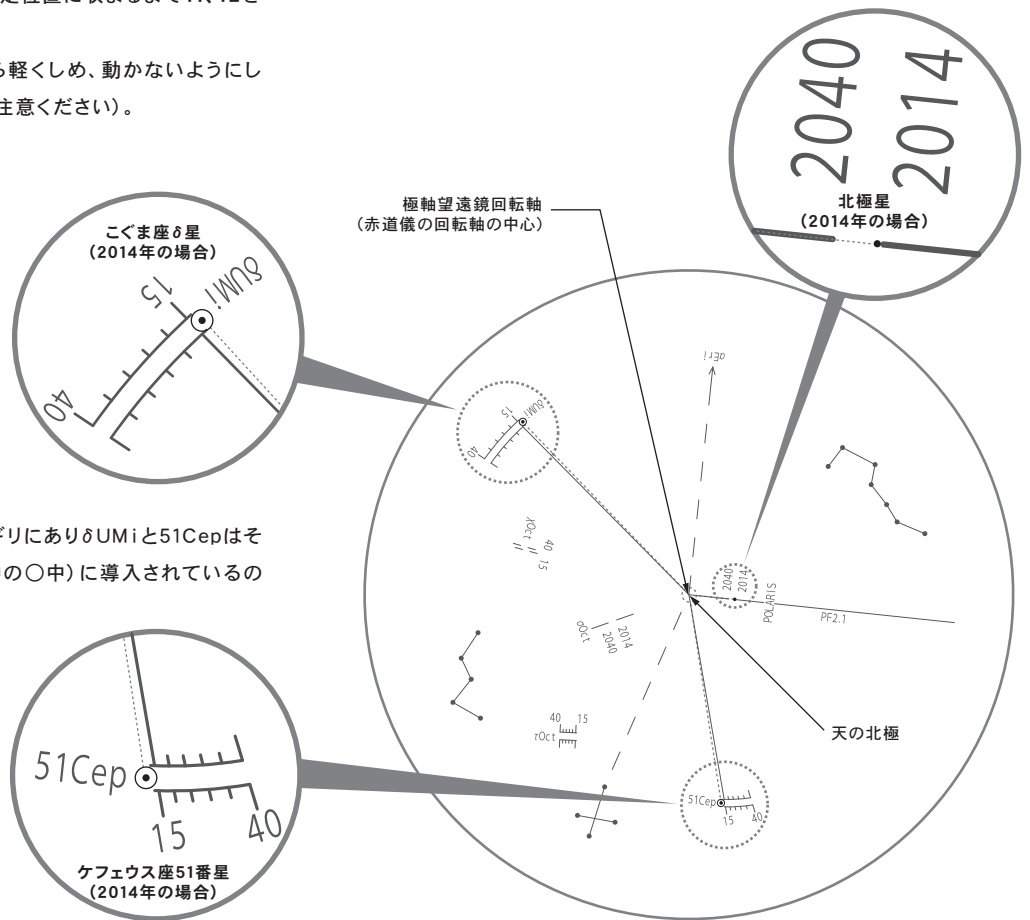 定位置に収まるまで
ら軽くしめ、動かないようにし
注意ください）。
2040
2014
北極星
（2014年の場合）
極軸望遠鏡回転軸
（赤道儀の回転軸の中心）
こぐま座δ星
（2014年の場合）
δUMi
15
40
αEri
δUMi
15
40
χOct
40 15
2040
2014
POLARIS
PF2.1
ドリにありδUMiと51Cepはそ
の○中）に導入されているの
σOct
2014
2040
40 15
τOct
天の北極
51Cep
15
40
51Cep
15
40
ケフェウス座51番星
（2014年の場合）